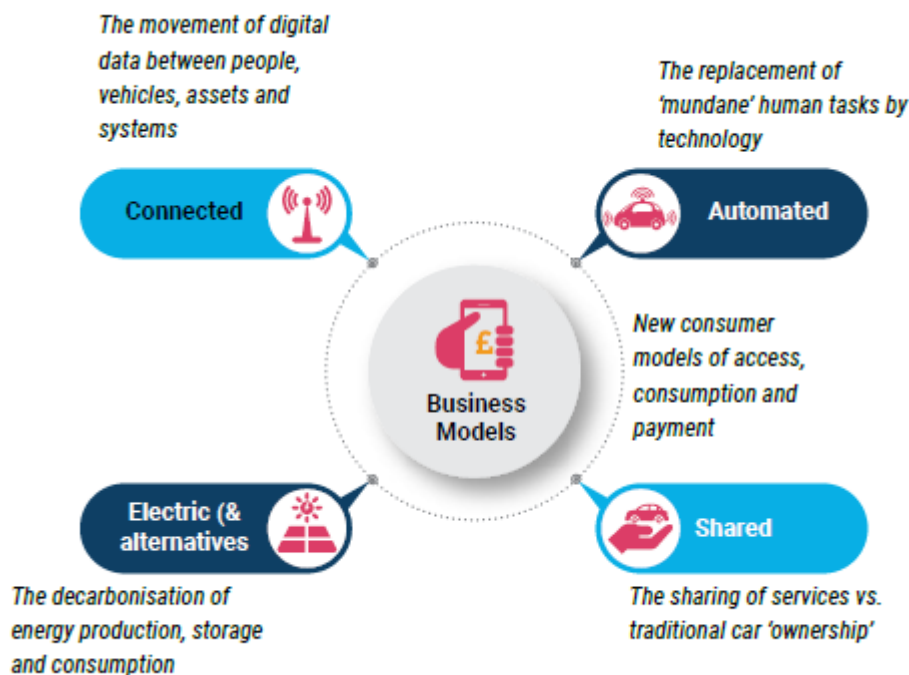 The movement of digital
data between people,
vehicles, assets and
systems
The replacement of
‘mundane’ human tasks by
technology
Connected
Automated
£
Business
Models
New consumer
models of access,
consumption and
payment
Electric (&
alternatives
Shared
The decarbonisation of
energy production, storage
and consumption
The sharing of services vs.
traditional car ‘ownership’